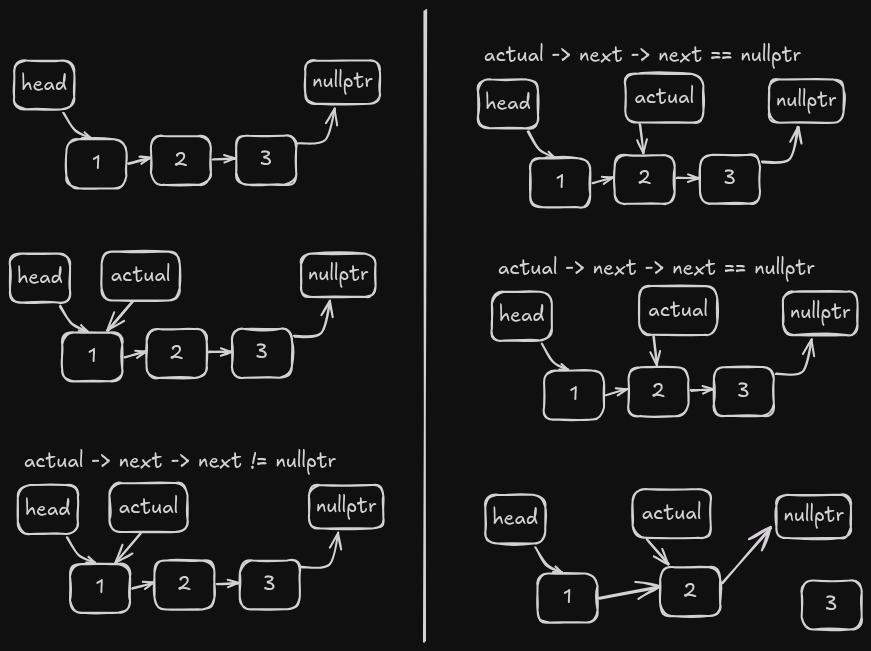 head
nullptr
1
2
3
head
actual
nullptr
1
2
3
actual -> next -> next != nullptr
head
actual
nullptr
1
2
3
actual -> next -> next == nullptr
head
actual
nullptr
1
2
3
actual -> next -> next == nullptr
head
actual
nullptr
1
2
3
head
actual
nullptr
1
2
3